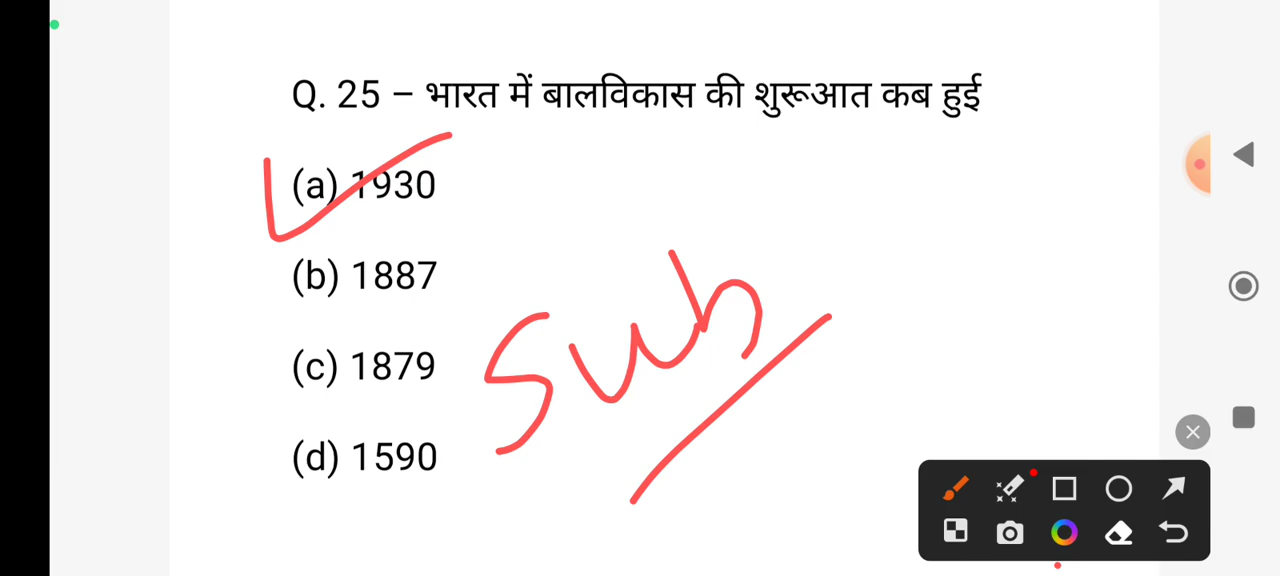 Q. 25 – भारत में बालविकास की शुरूआत कब हुई
(a) 1930
(b) 1887
(c) 1879
(d) 1590
Sub